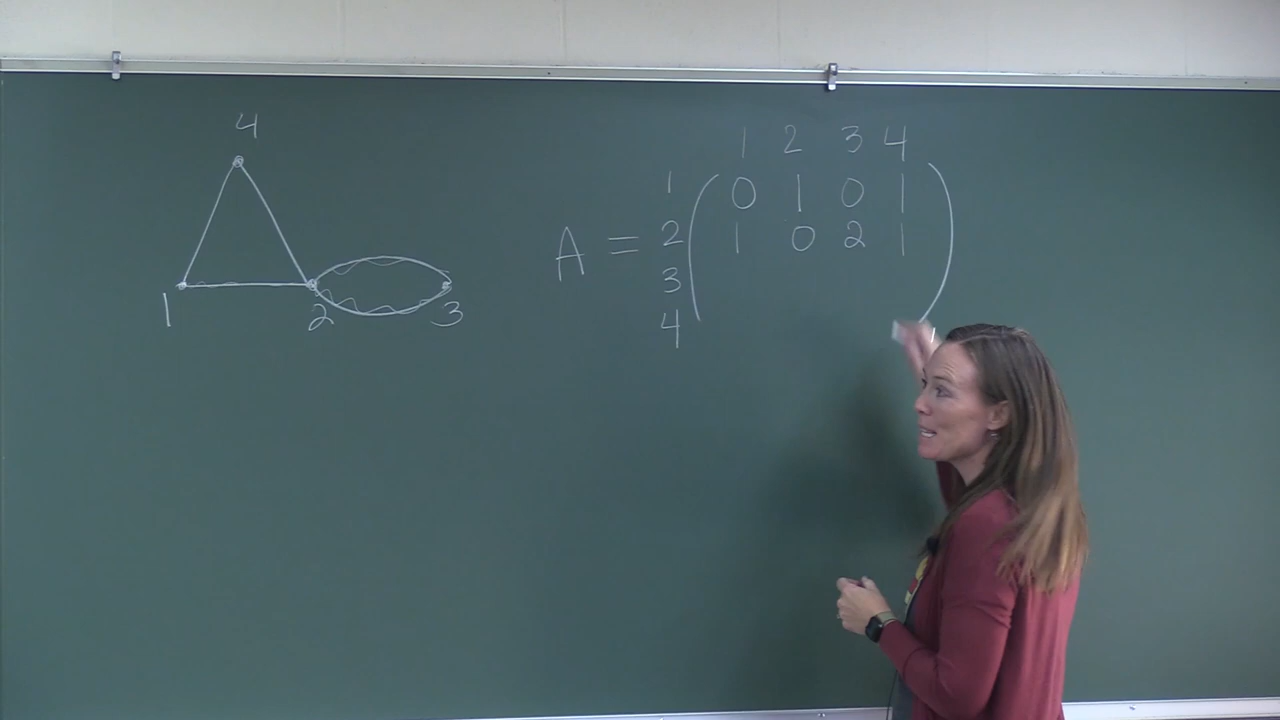 4
1 2 3
1 2 3 4
1 0 1 0 1
A = 2 1 0 2 1
3
4